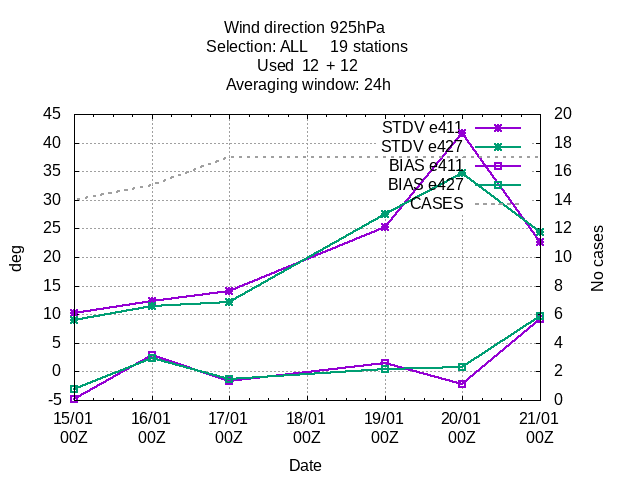 Wind direction 925hPa
Selection: ALL     19 stations
Used  12  + 12
Averaging window: 24h
STDV e411
STDV e427
BIAS e411
BIAS e427
CASES
45
40
35
30
25
20
15
10
5
0
-5
deg
20
18
16
14
12
10
8
6
4
2
0
No cases
15/01 16/01 17/01 18/01 19/01 20/01 21/01
00Z 00Z 00Z 00Z 00Z 00Z 00Z
Date